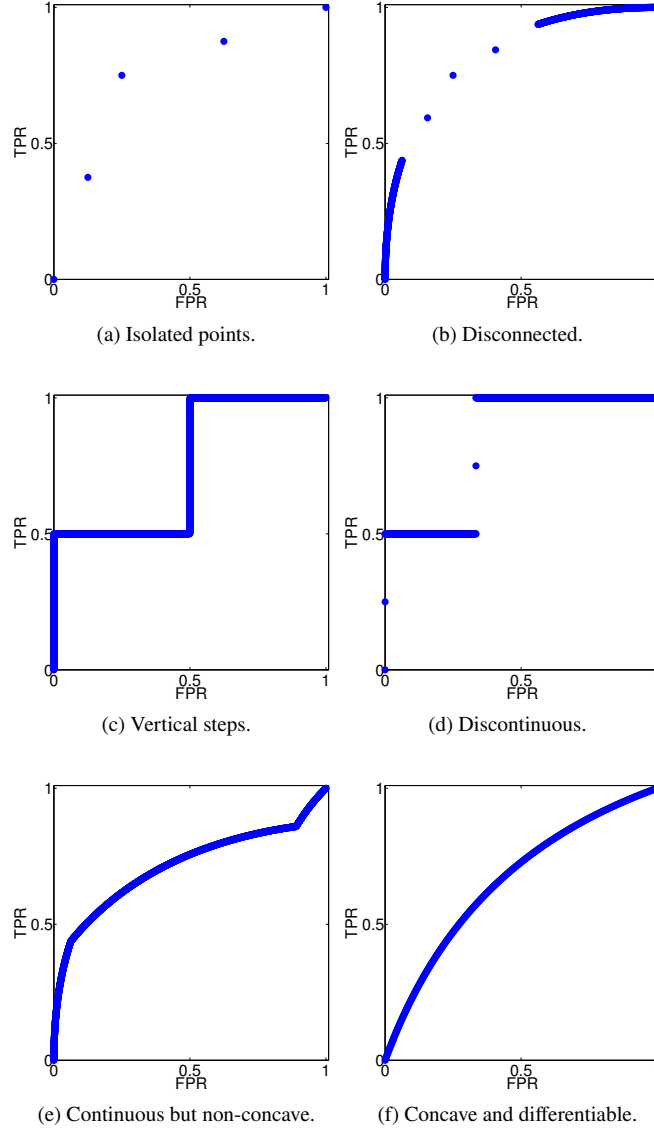 1
TPR
0.5
0
0 0.5 1
FPR
(a) Isolated points.
1
TPR
0.5
0
0 0.5
FPR
(b) Disconnected.
1
TPR
0.5
0
0 0.5 1
FPR
(c) Vertical steps.
1
TPR
0.5
0
0 0.5
FPR
(d) Discontinuous.
1
TPR
0.5
0
0 0.5 1
FPR
(e) Continuous but non-concave.
1
TPR
0.5
0
0 0.5
FPR
(f) Concave and differentiable.